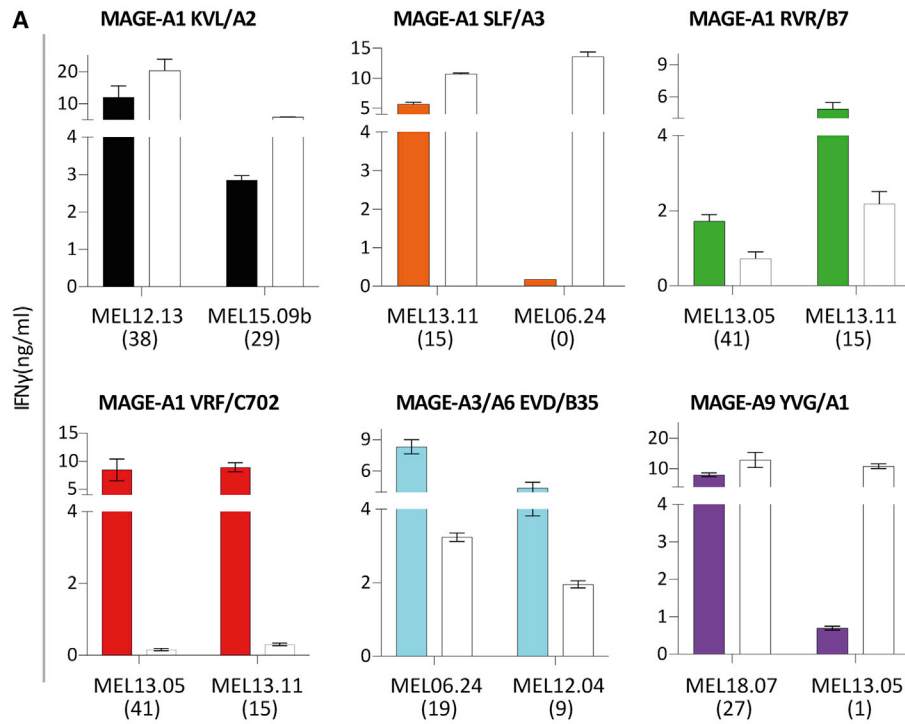 A
MAGE-A1 KVL/A2
MAGE-A1 SLF/A3
MAGE-A1 RVR/B7
IFNγ(ng/ml)
20
10
4
3
2
1
0
MEL12.13
(38)
MEL15.09b
(29)
15
10
5
4
3
2
1
0
MEL13.11
(15)
MEL06.24
(0)
9
6
4
2
0
MEL13.05
(41)
MEL13.11
(15)
MAGE-A1 VRF/C702
MAGE-A3/A6 EVD/B35
MAGE-A9 YVG/A1
15
10
5
4
2
0
MEL13.05
(41)
MEL13.11
(15)
9
6
4
2
0
MEL06.24
(19)
MEL12.04
(9)
20
10
4
3
2
1
0
MEL18.07
(27)
MEL13.05
(1)